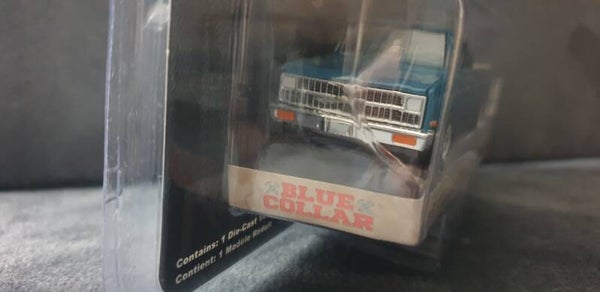 BLUE
COLLAR
Contains: 1 Die-Cast
Contient: 1 Modèle Réduit